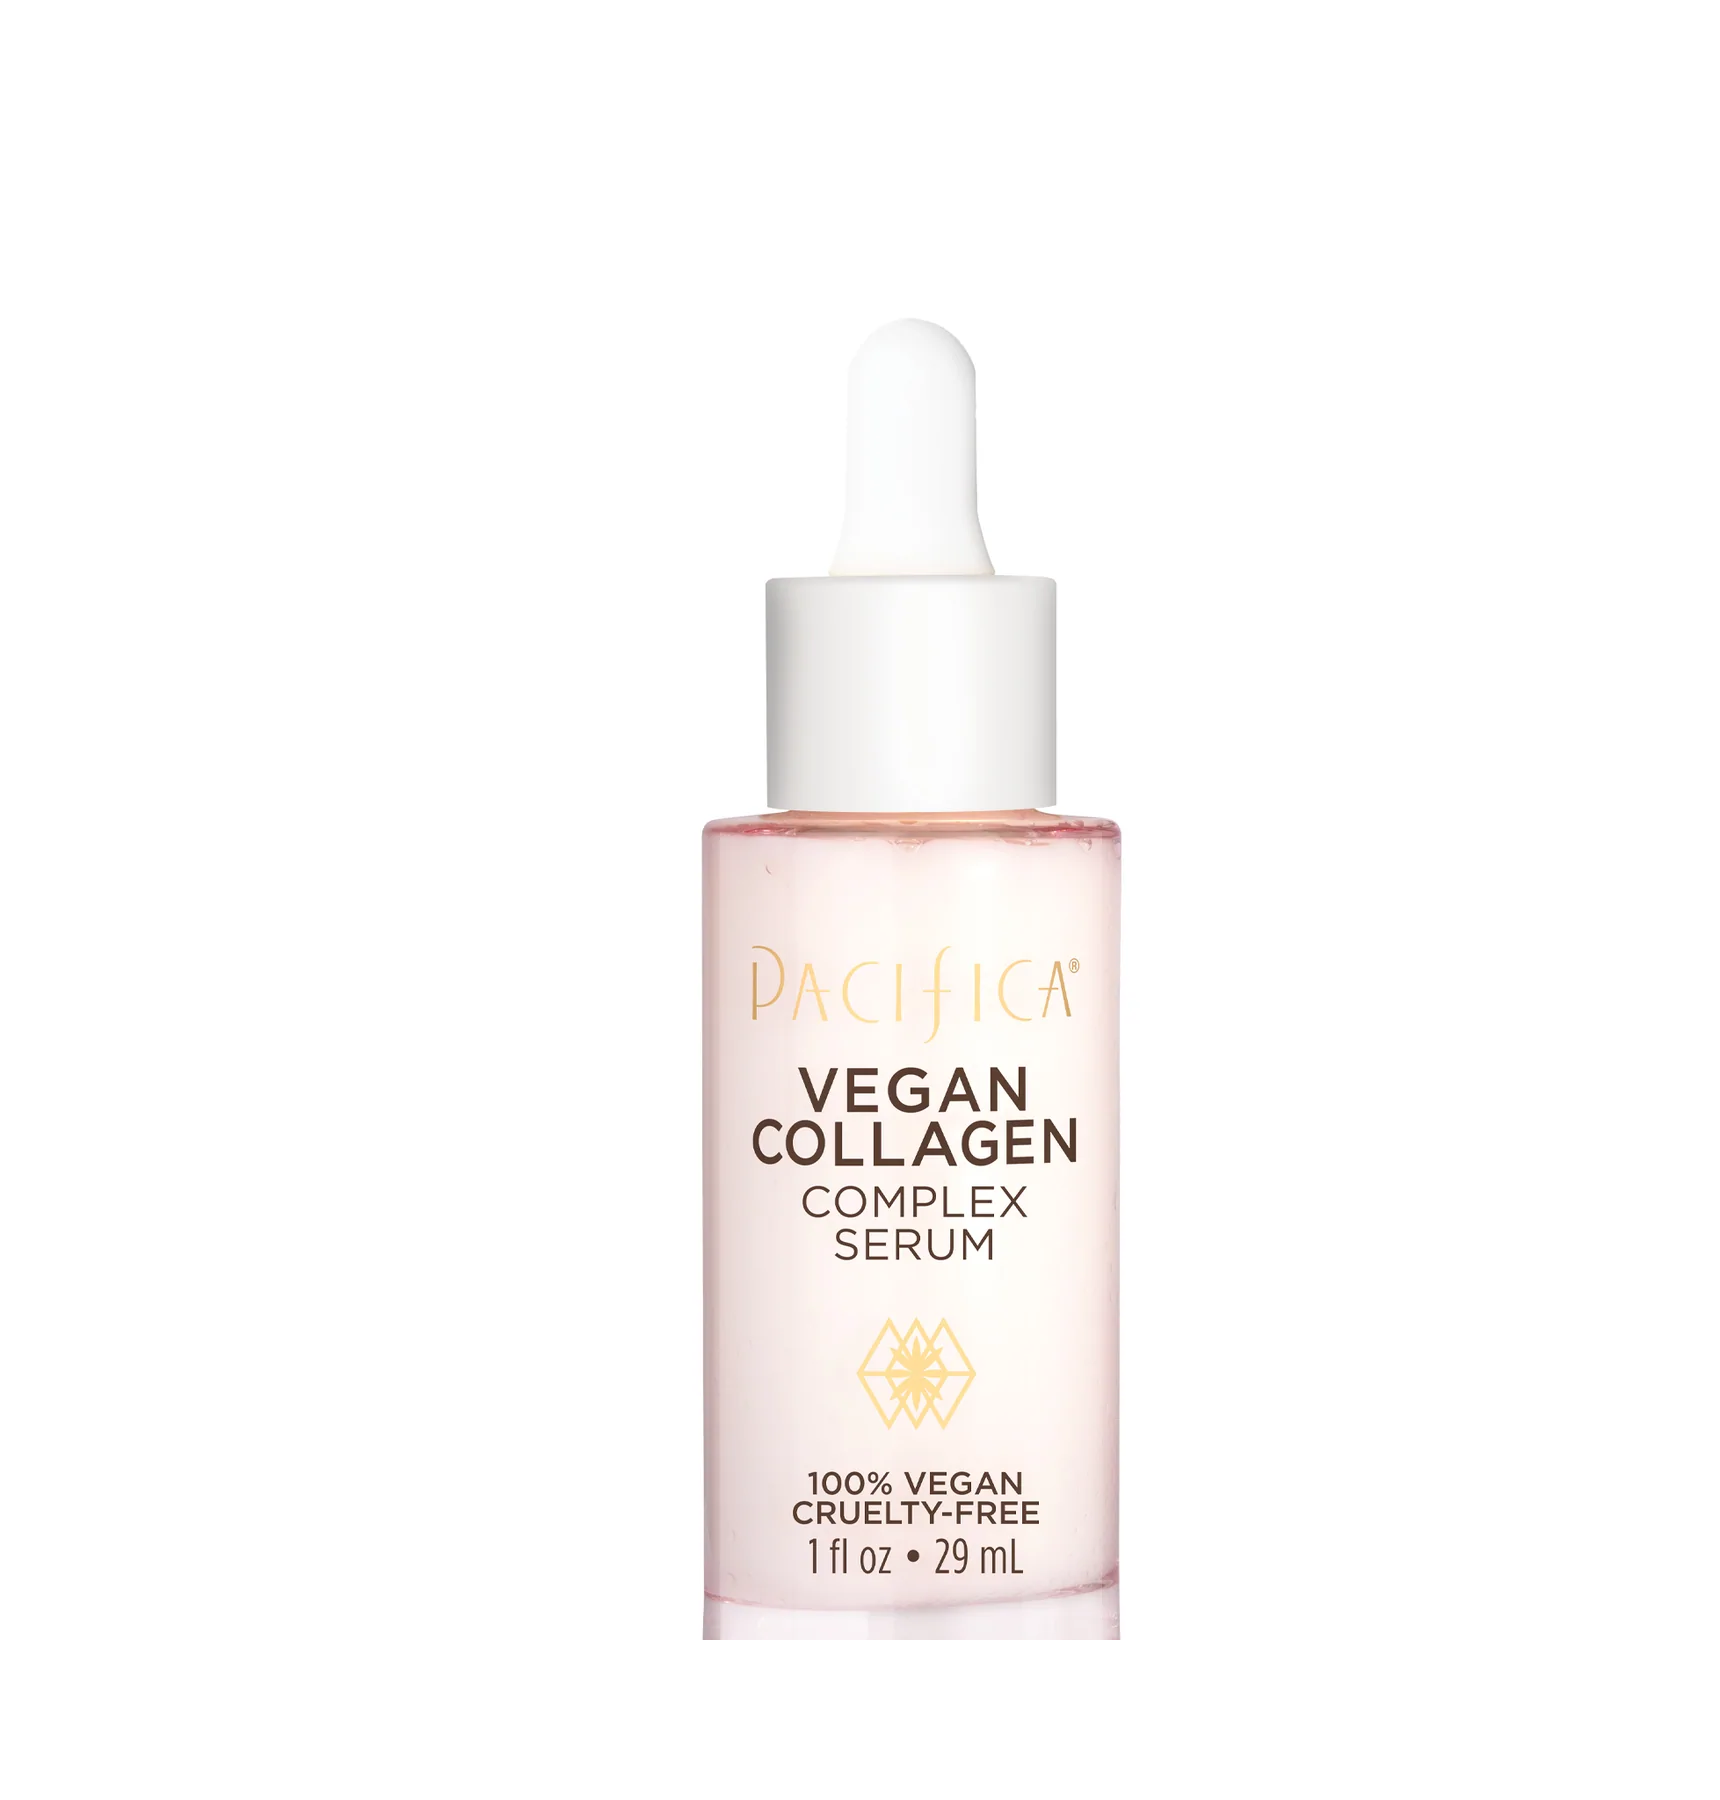 PACIFICA®
VEGAN
COLLAGEN
COMPLEX
SERUM
100% VEGAN
CRUELTY-FREE
1 fl oz • 29 mL